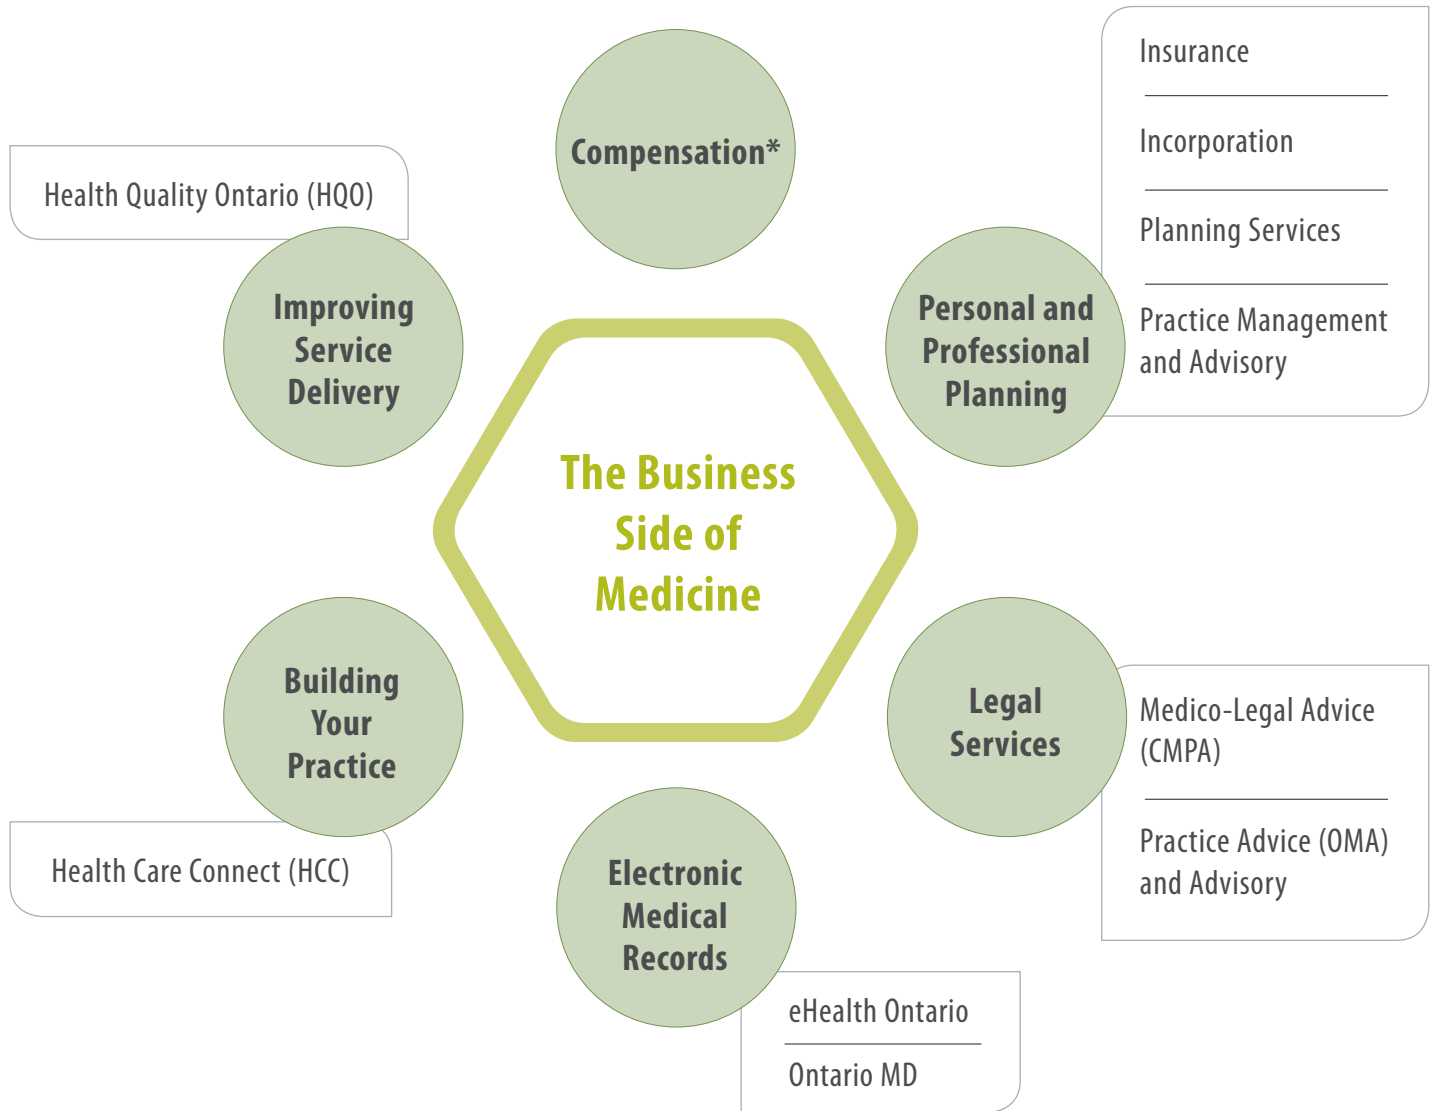 Compensation*
Insurance
Incorporation
Planning Services
Practice Management
and Advisory
Personal and
Professional
Planning
Health Quality Ontario (HQO)
Improving
Service
Delivery
The Business
Side of
Medicine
Building
Your
Practice
Health Care Connect (HCC)
Legal
Services
Medico-Legal Advice
(CMPA)
Practice Advice (OMA)
and Advisory
Electronic
Medical
Records
eHealth Ontario
Ontario MD